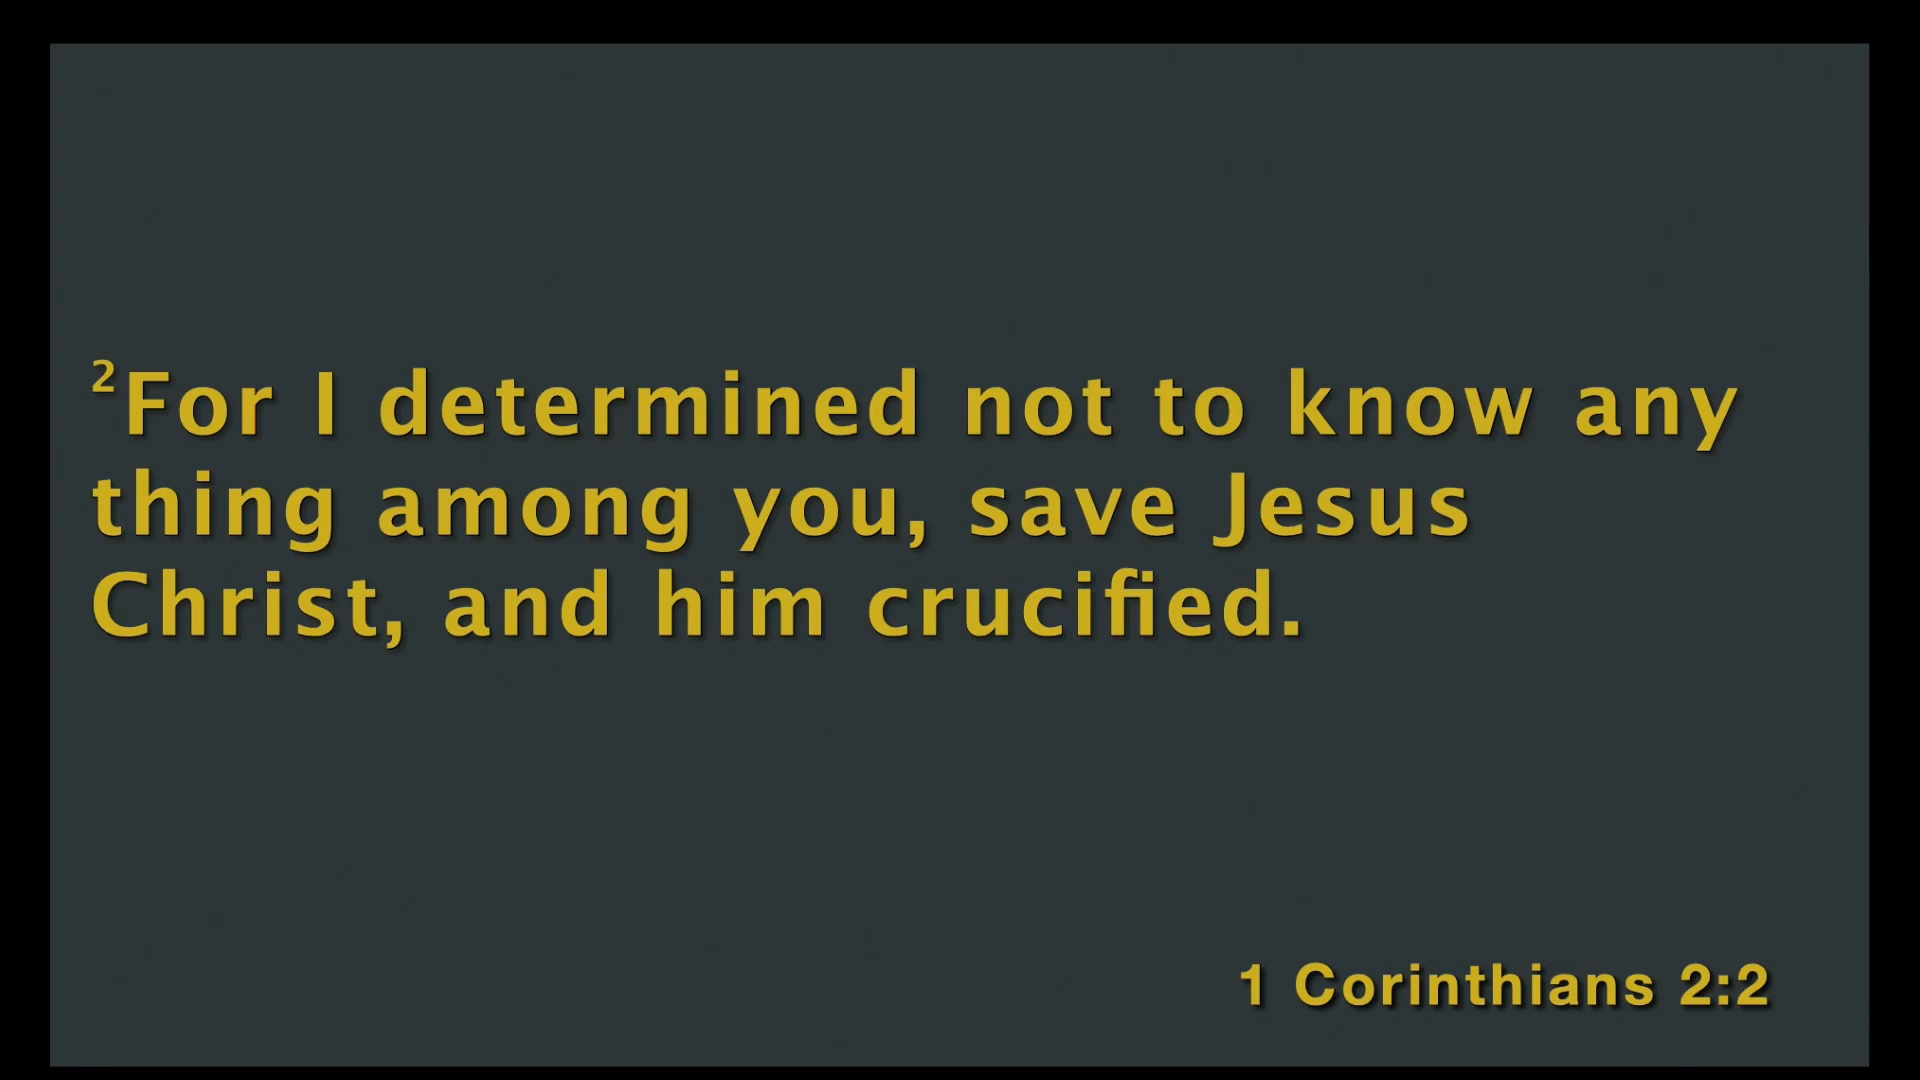 ²For I determined not to know any
thing among you, save Jesus
Christ, and him crucified.
1 Corinthians 2:2